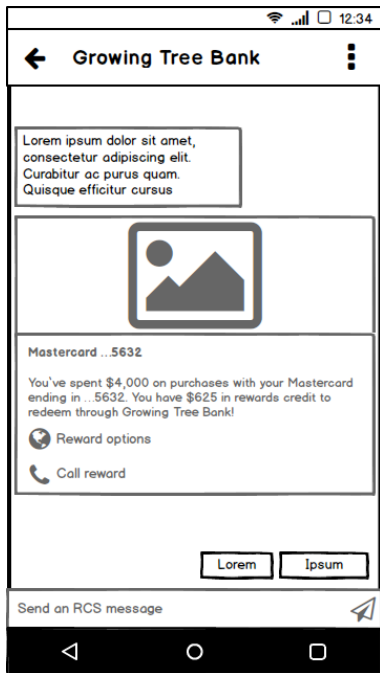 12:34
Growing Tree Bank
Lorem ipsum dolor sit amet,
consectetur adipiscing elit.
Curabitur ac purus quam.
Quisque efficitur cursus
Mastercard ...5632
You've spent $4,000 on purchases with your Mastercard
ending in ...5632. You have $625 in rewards credit to
redeem through Growing Tree Bank!
Reward options
Call reward
Lorem
Ipsum
Send an RCS message